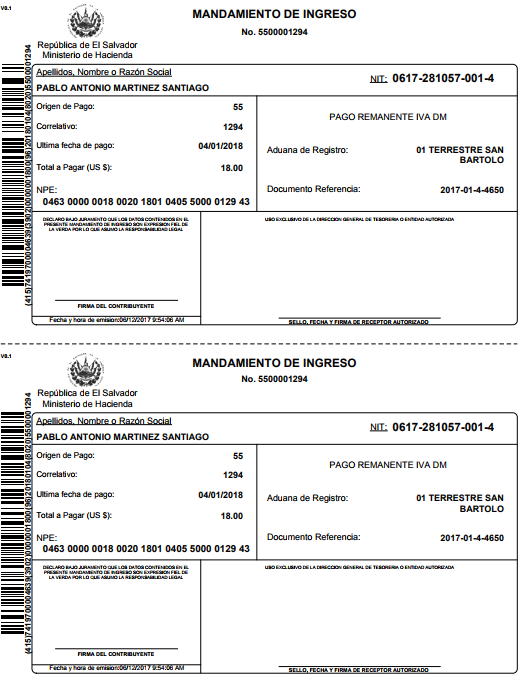 V0.1
MANDAMIENTO DE INGRESO
No. 5500001294
República de El Salvador
Ministerio de Hacienda
Apellidos, Nombre o Razón Social
NIT: 0617-281057-001-4
PABLO ANTONIO MARTINEZ SANTIAGO
Origen de Pago: 55
PAGO REMANENTE IVA DM
Correlativo: 1294
Ultima fecha de pago: 04/01/2018
Aduana de Registro: 01 TERRESTRE SAN
BARTOLO
Total a Pagar (US $): 18.00
NPE:
Documento Referencia: 2017-01-4-4650
0463 0000 0018 0020 1801 0405 5000 0129 43
DECLARO BAJO JURAMENTO QUE LOS DATOS CONTENIDOS EN EL
PRESENTE MANDAMIENTO DE INGRESO SON EXPRESION FIEL DE
LA VERDAD POR LO QUE ASUMO LA RESPONSABILIDAD LEGAL
USO EXCLUSIVO DE LA DIRECCION GENERAL DE TESORERIA O ENTIDAD AUTORIZADA
FIRMA DEL CONTRIBUYENTE
Fecha y hora de emision:06/12/2017 9:54:06 AM
SELLO, FECHA Y FIRMA DE RECEPTOR AUTORIZADO
V0.1
MANDAMIENTO DE INGRESO
No. 5500001294
República de El Salvador
Ministerio de Hacienda
Apellidos, Nombre o Razón Social
NIT: 0617-281057-001-4
PABLO ANTONIO MARTINEZ SANTIAGO
Origen de Pago: 55
PAGO REMANENTE IVA DM
Correlativo: 1294
Ultima fecha de pago: 04/01/2018
Aduana de Registro: 01 TERRESTRE SAN
BARTOLO
Total a Pagar (US $): 18.00
NPE:
Documento Referencia: 2017-01-4-4650
0463 0000 0018 0020 1801 0405 5000 0129 43
DECLARO BAJO JURAMENTO QUE LOS DATOS CONTENIDOS EN EL
PRESENTE MANDAMIENTO DE INGRESO SON EXPRESION FIEL DE
LA VERDAD POR LO QUE ASUMO LA RESPONSABILIDAD LEGAL
USO EXCLUSIVO DE LA DIRECCION GENERAL DE TESORERIA O ENTIDAD AUTORIZADA
FIRMA DEL CONTRIBUYENTE
Fecha y hora de emision:06/12/2017 9:54:06 AM
SELLO, FECHA Y FIRMA DE RECEPTOR AUTORIZADO